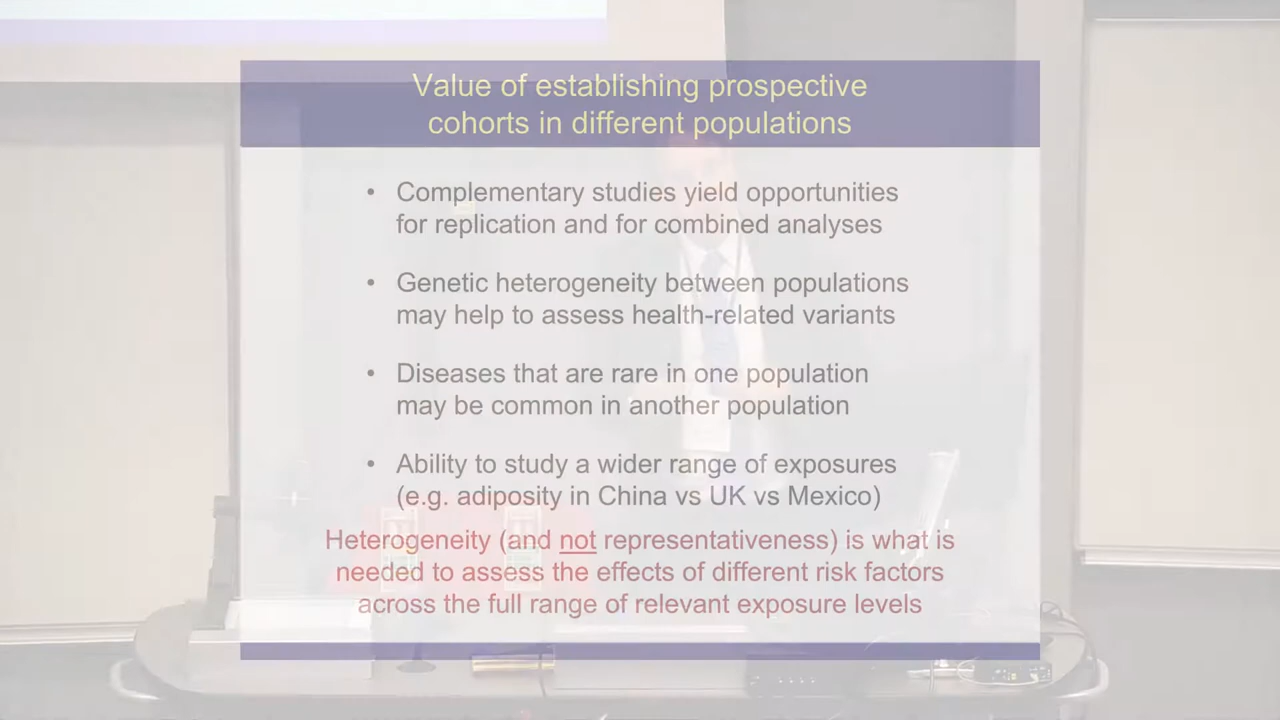 Value of establishing prospective
cohorts in different populations
• Complementary studies yield opportunities
for replication and for combined analyses
• Genetic heterogeneity between populations
may help to assess health-related variants
• Diseases that are rare in one population
may be common in another population
• Ability to study a wider range of exposures
(e.g. adiposity in China vs UK vs Mexico)
Heterogeneity (and not representativeness) is what is
needed to assess the effects of different risk factors
across the full range of relevant exposure levels